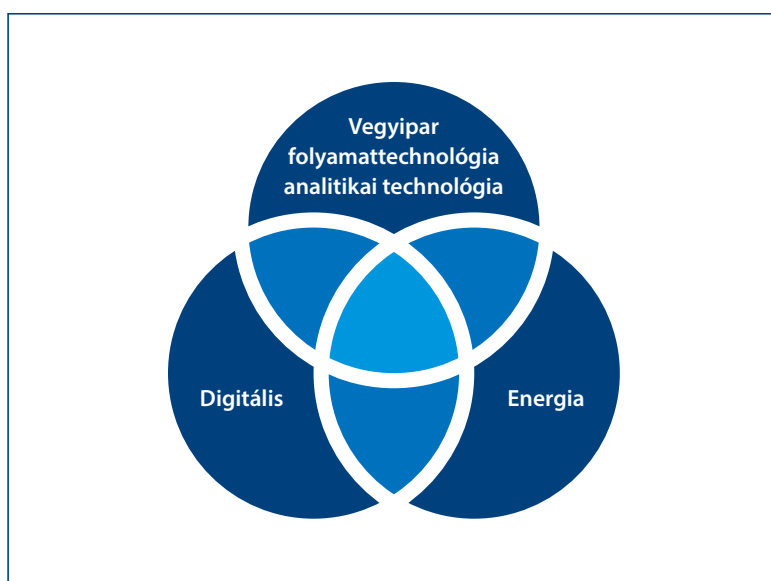 Vegyipar
folyamattechnológia
analitikai technológia
Digitális
Energia